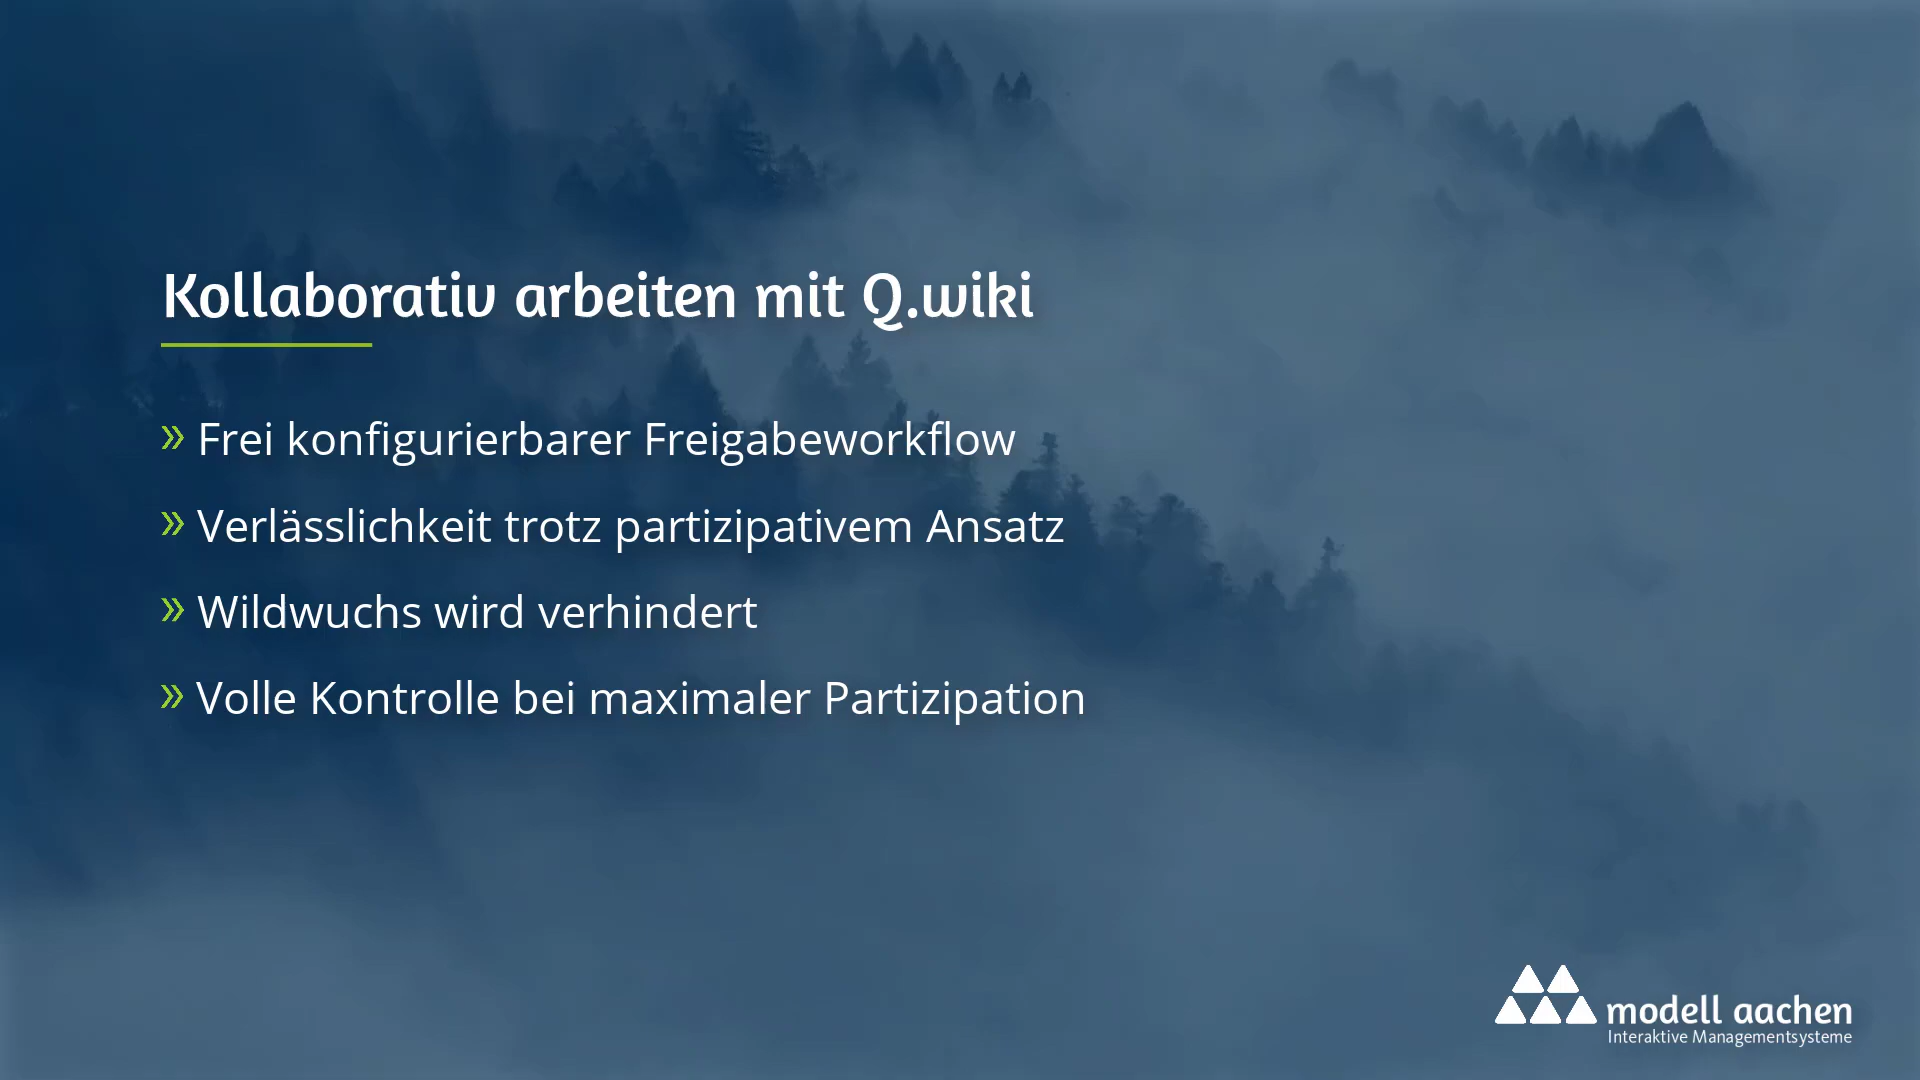 Kollaborativ arbeiten mit Q.wiki
» Frei konfigurierbarer Freigabeworkflow
» Verlässlichkeit trotz partizipativem Ansatz
» Wildwuchs wird verhindert
» Volle Kontrolle bei maximaler Partizipation
modell aachen
Interaktive Managementsysteme